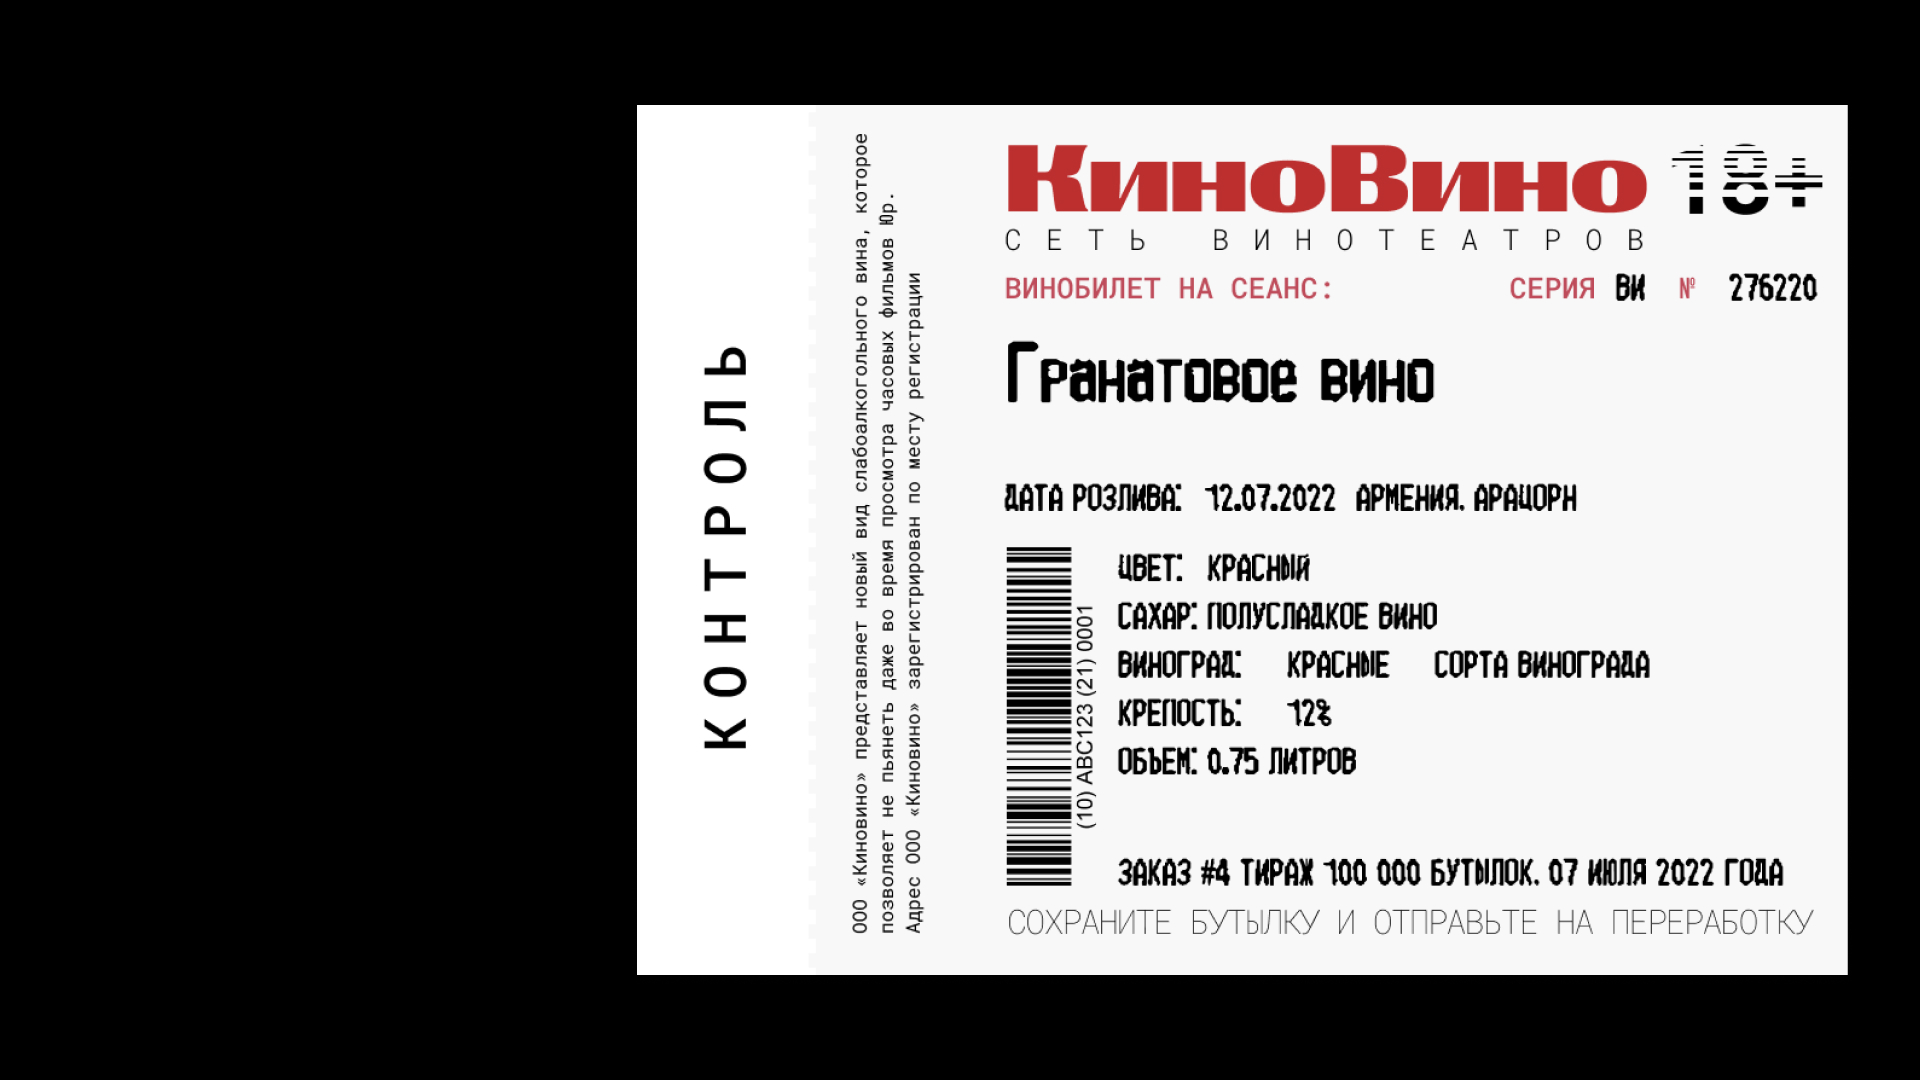 КОНТРОЛЬ
ООО «Киновино» представляет новый вид слабоалкогольного вина, которое
позволяет не пьянеть даже во время просмотра часовых фильмов Юр.
Адрес ООО «Киновино» зарегистрирован по месту регистрации
КиноВино 18+
СЕТЬ ВИНОТЕАТРОВ
ВИНОБИЛЕТ НА СЕАНС: СЕРИЯ ВИ № 276220
Гранатовое вино
ДАТА РОЗЛИВА: 12.07.2022 АРМЕНИЯ. АРАЦОРН
ЦВЕТ: КРАСНЫЙ
САХАР: ПОЛУСЛАДКОЕ ВИНО
ВИНОГРАД: КРАСНЫЕ СОРТА ВИНОГРАДА
КРЕПОСТЬ: 12%
ОБЪЕМ: 0.75 ЛИТРОВ
(10) ABC123 (21) 0001
ЗАКАЗ #4 ТИРАЖ 100 000 БУТЫЛОК. 07 ИЮЛЯ 2022 ГОДА
СОХРАНИТЕ БУТЫЛКУ И ОТПРАВЬТЕ НА ПЕРЕРАБОТКУ